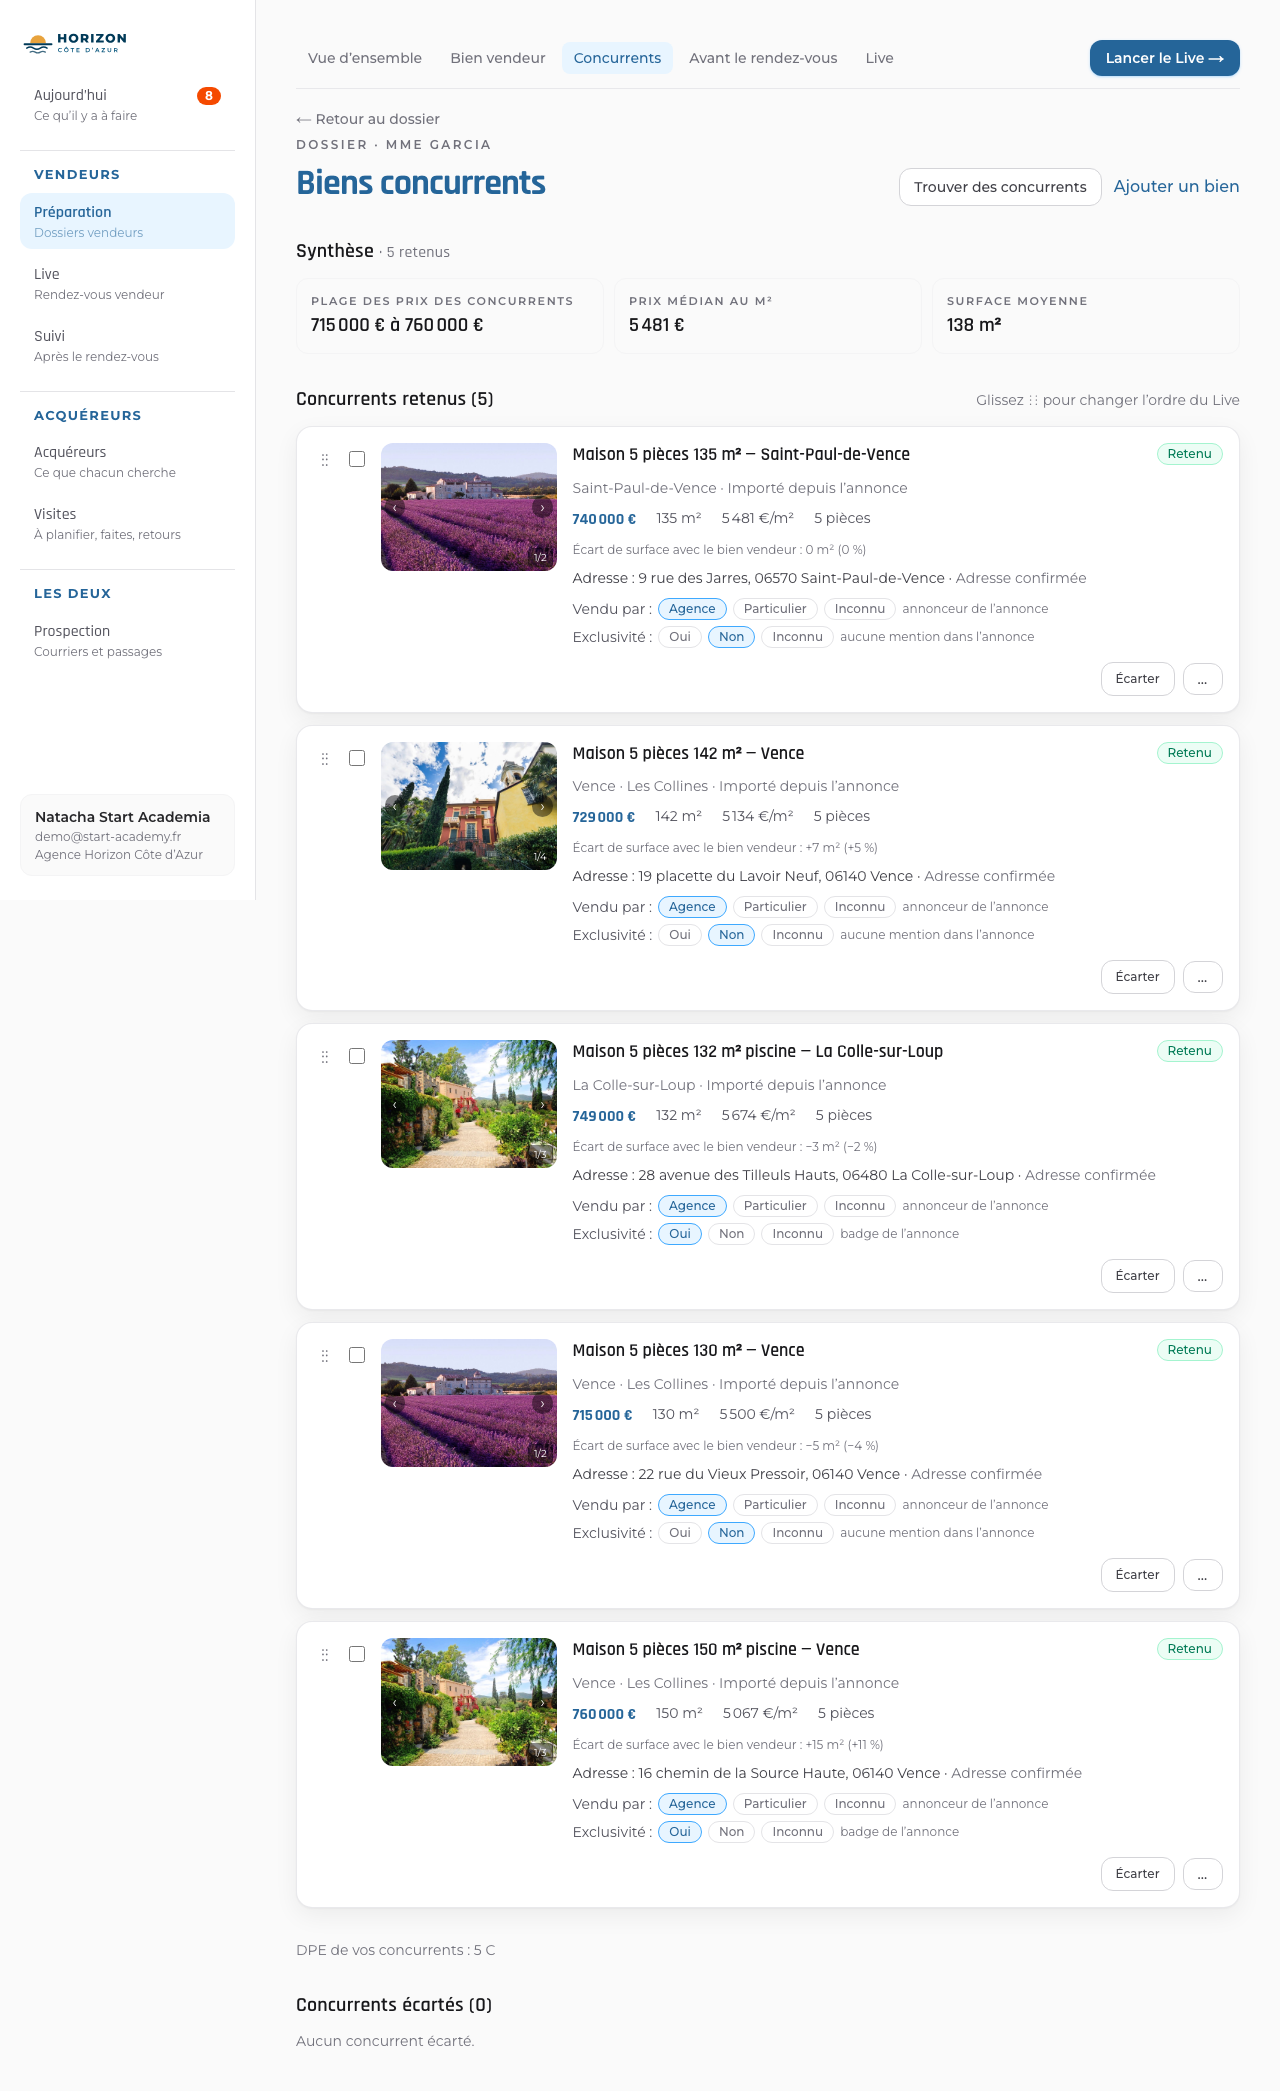 HORIZON
CÔTE D'AZUR
Aujourd'hui
8
Ce qu'il y a à faire
VENDEURS
Préparation
Dossiers vendeurs
Live
Rendez-vous vendeur
Suivi
Après le rendez-vous
ACQUÉREURS
Acquéreurs
Ce que chacun cherche
Visites
À planifier, faites, retours
LES DEUX
Prospection
Courriers et passages
Natacha Start Academia
demo@start-academy.fr
Agence Horizon Côte d'Azur
Vue d'ensemble
Bien vendeur
Concurrents
Avant le rendez-vous
Live
Lancer le Live →
← Retour au dossier
DOSSIER · MME GARCIA
Biens concurrents
Trouver des concurrents
Ajouter un bien
Synthèse · 5 retenus
PLAGE DES PRIX DES CONCURRENTS
715 000 € à 760 000 €
PRIX MÉDIAN AU M²
5 481 €
SURFACE MOYENNE
138 m²
Concurrents retenus (5)
Glissez ⁝⁝ pour changer l'ordre du Live
Maison 5 pièces 135 m² – Saint-Paul-de-Vence
Retenu
Saint-Paul-de-Vence · Importé depuis l'annonce
740 000 € 135 m² 5 481 €/m² 5 pièces
Écart de surface avec le bien vendeur : 0 m² (0 %)
Adresse : 9 rue des Jarres, 06570 Saint-Paul-de-Vence · Adresse confirmée
Vendu par : Agence Particulier Inconnu annonceur de l'annonce
Exclusivité : Oui Non Inconnu aucune mention dans l'annonce
‹ › 1/2
Écarter ...
Maison 5 pièces 142 m² – Vence
Retenu
Vence · Les Collines · Importé depuis l'annonce
729 000 € 142 m² 5 134 €/m² 5 pièces
Écart de surface avec le bien vendeur : +7 m² (+5 %)
Adresse : 19 placette du Lavoir Neuf, 06140 Vence · Adresse confirmée
Vendu par : Agence Particulier Inconnu annonceur de l'annonce
Exclusivité : Oui Non Inconnu aucune mention dans l'annonce
‹ › 1/4
Écarter ...
Maison 5 pièces 132 m² piscine – La Colle-sur-Loup
Retenu
La Colle-sur-Loup · Importé depuis l'annonce
749 000 € 132 m² 5 674 €/m² 5 pièces
Écart de surface avec le bien vendeur : −3 m² (−2 %)
Adresse : 28 avenue des Tilleuls Hauts, 06480 La Colle-sur-Loup · Adresse confirmée
Vendu par : Agence Particulier Inconnu annonceur de l'annonce
Exclusivité : Oui Non Inconnu badge de l'annonce
‹ › 1/3
Écarter ...
Maison 5 pièces 130 m² – Vence
Retenu
Vence · Les Collines · Importé depuis l'annonce
715 000 € 130 m² 5 500 €/m² 5 pièces
Écart de surface avec le bien vendeur : −5 m² (−4 %)
Adresse : 22 rue du Vieux Pressoir, 06140 Vence · Adresse confirmée
Vendu par : Agence Particulier Inconnu annonceur de l'annonce
Exclusivité : Oui Non Inconnu aucune mention dans l'annonce
‹ › 1/2
Écarter ...
Maison 5 pièces 150 m² piscine – Vence
Retenu
Vence · Les Collines · Importé depuis l'annonce
760 000 € 150 m² 5 067 €/m² 5 pièces
Écart de surface avec le bien vendeur : +15 m² (+11 %)
Adresse : 16 chemin de la Source Haute, 06140 Vence · Adresse confirmée
Vendu par : Agence Particulier Inconnu annonceur de l'annonce
Exclusivité : Oui Non Inconnu badge de l'annonce
‹ › 1/3
Écarter ...
DPE de vos concurrents : 5 C
Concurrents écartés (0)
Aucun concurrent écarté.